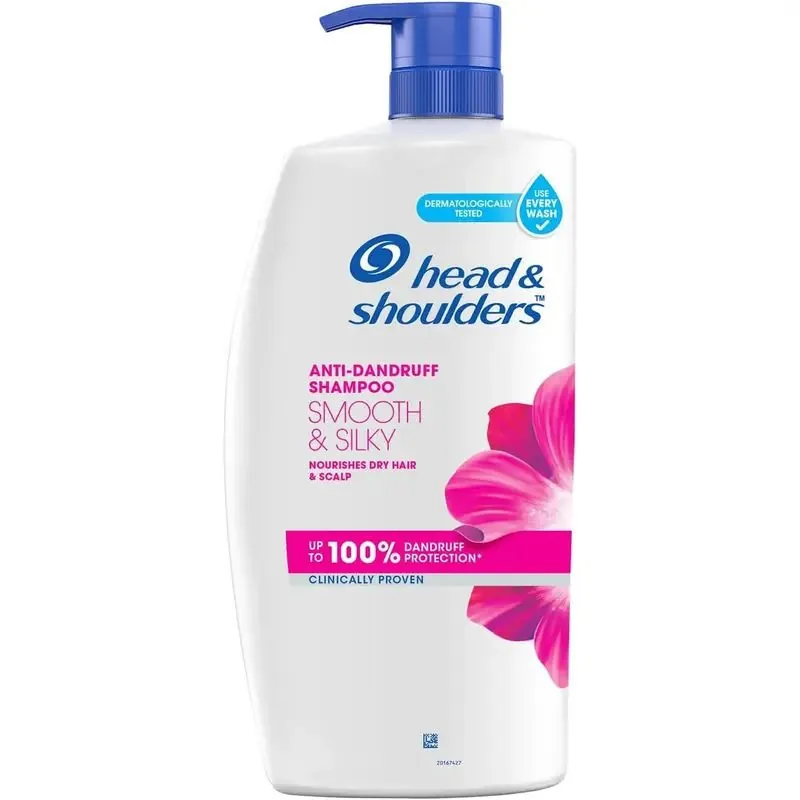 DERMATOLOGICALLY
TESTED
USE
EVERY
WASH
head &
shoulders™
ANTI-DANDRUFF
SHAMPOO
SMOOTH
& SILKY
NOURISHES DRY HAIR
& SCALP
UP TO 100% DANDRUFF PROTECTION*
CLINICALLY PROVEN
20167427